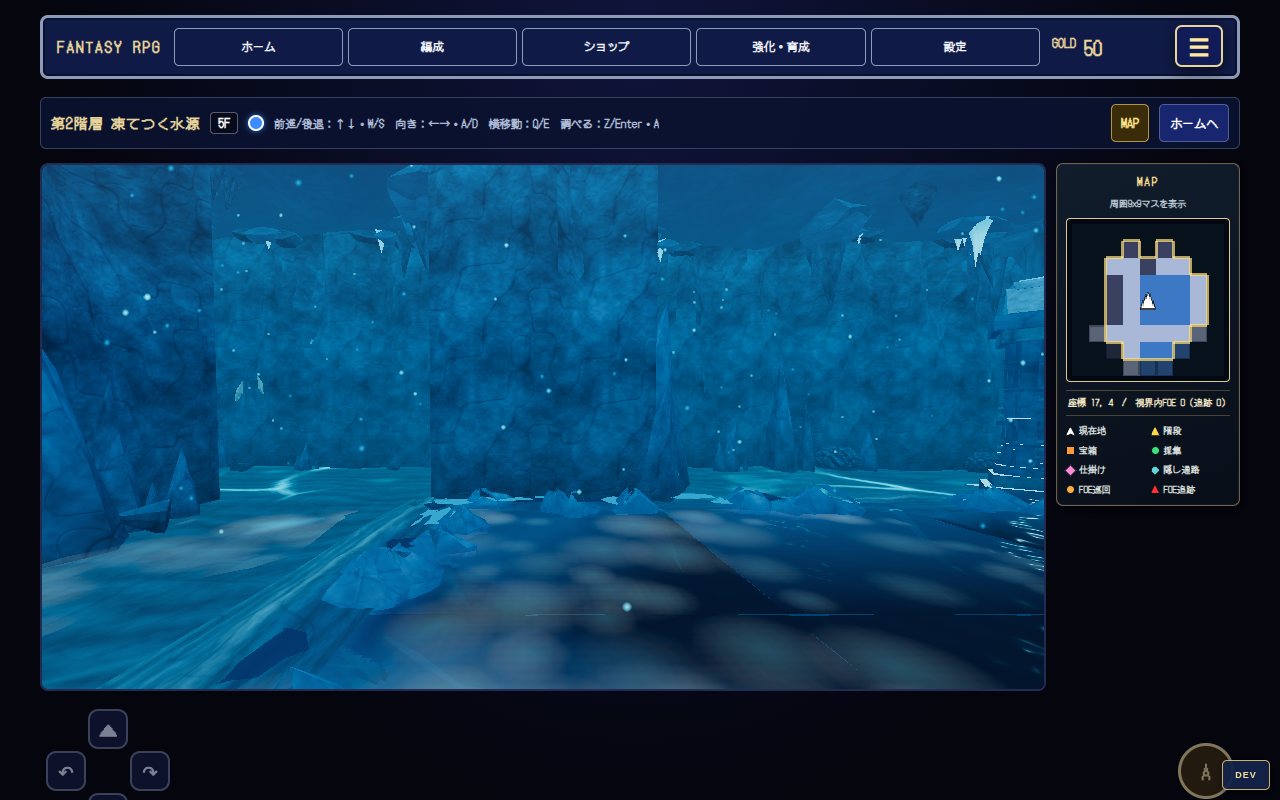 FANTASY RPG
ホーム
編成
ショップ
強化・育成
設定
GOLD 50
第2階層 凍てつく水源
5F
前進/後退：↑↓・W/S 向き：←→・A/D 横移動：Q/E 調べる：Z/Enter・A
MAP
ホームへ
MAP
周囲9x9マスを表示
座標 17, 4 / 視界内FOE 0（追跡 0）
現在地
階段
宝箱
採集
仕掛け
隠し通路
FOE巡回
FOE追跡
A
DEV